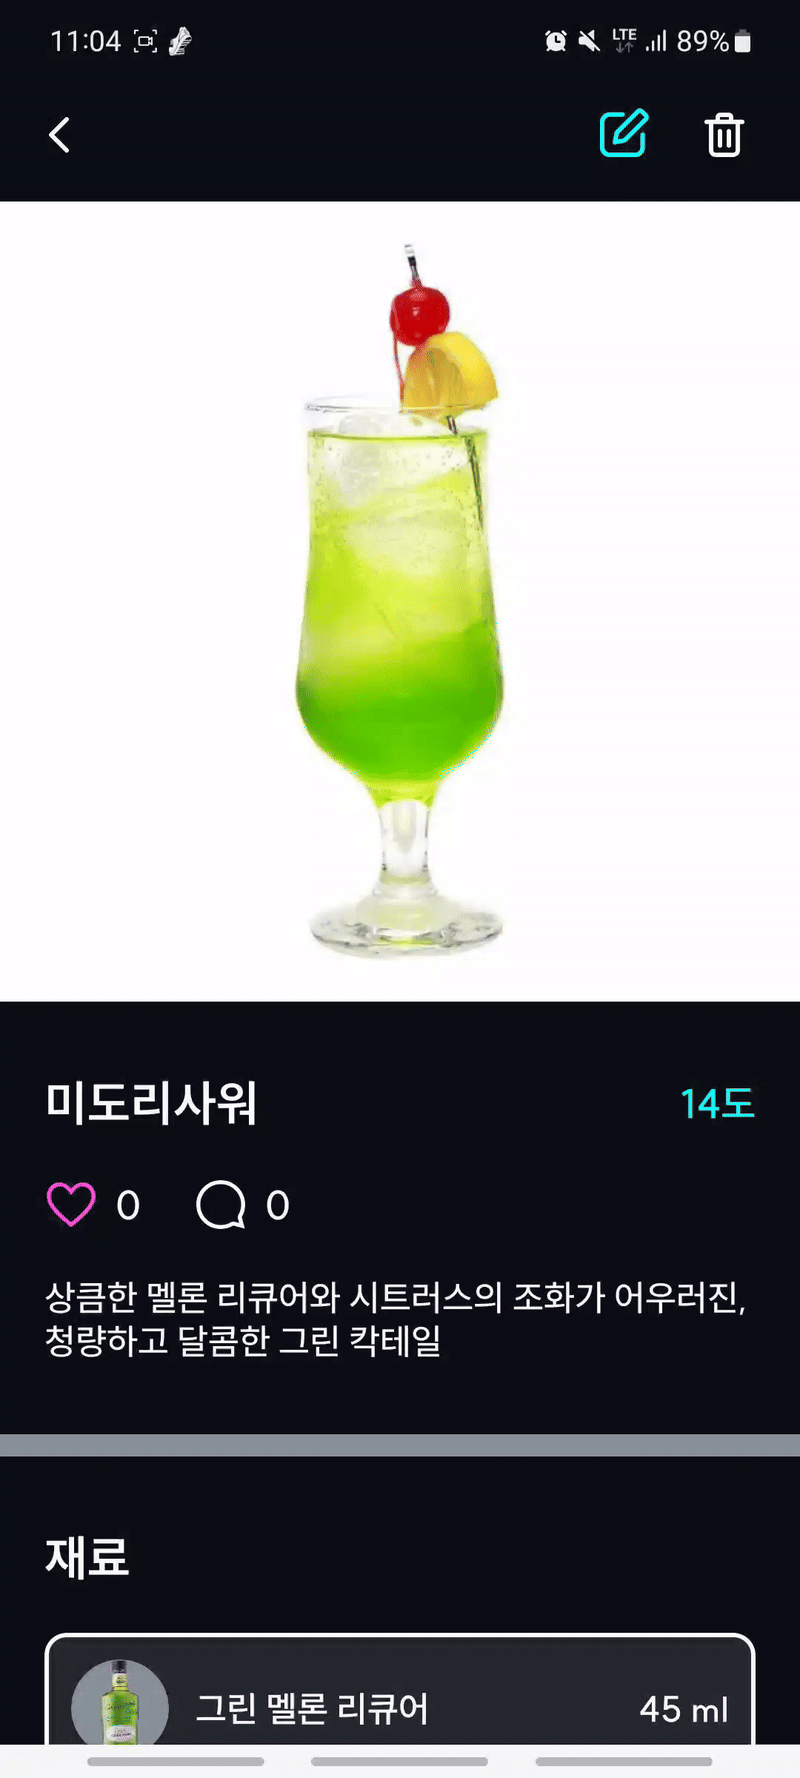 11:04 LTE 89%
미도리사워 14도
0 0
상큼한 멜론 리큐어와 시트러스의 조화가 어우러진,
청량하고 달콤한 그린 칵테일
재료
그린 멜론 리큐어 45 ml